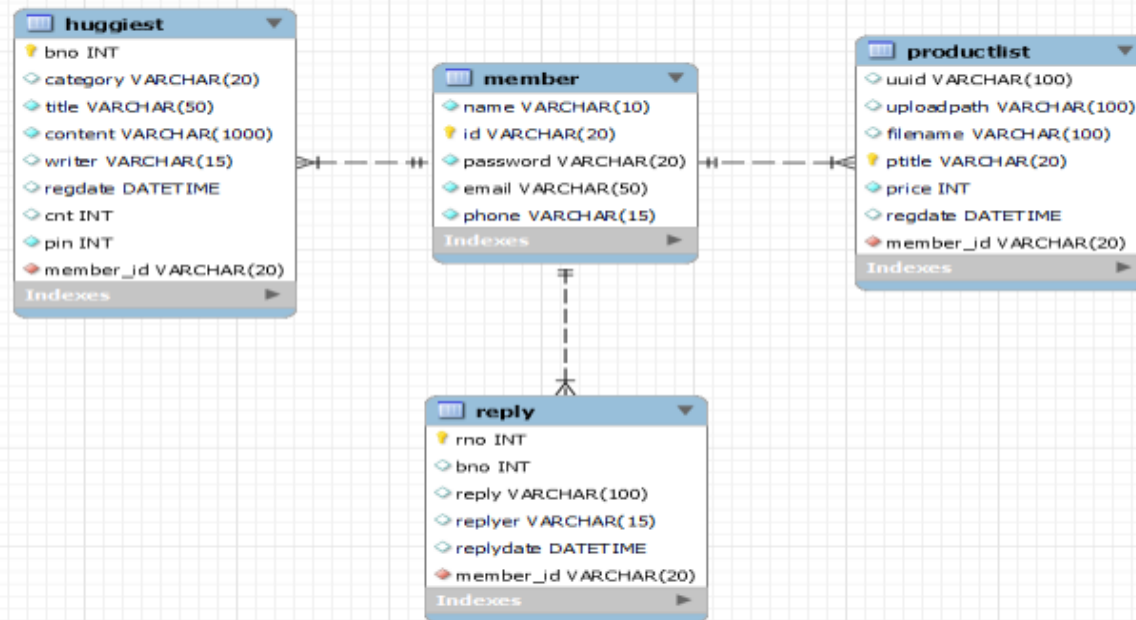 huggiest
bno INT
category VARCHAR(20)
title VARCHAR(50)
content VARCHAR(1000)
writer VARCHAR(15)
regdate DATETIME
cnt INT
pin INT
member_id VARCHAR(20)
Indexes
member
name VARCHAR(10)
id VARCHAR(20)
password VARCHAR(20)
email VARCHAR(50)
phone VARCHAR(15)
Indexes
productlist
uuid VARCHAR(100)
uploadpath VARCHAR(100)
filename VARCHAR(100)
ptitle VARCHAR(20)
price INT
regdate DATETIME
member_id VARCHAR(20)
Indexes
reply
rno INT
bno INT
reply VARCHAR(100)
replyer VARCHAR(15)
replydate DATETIME
member_id VARCHAR(20)
Indexes